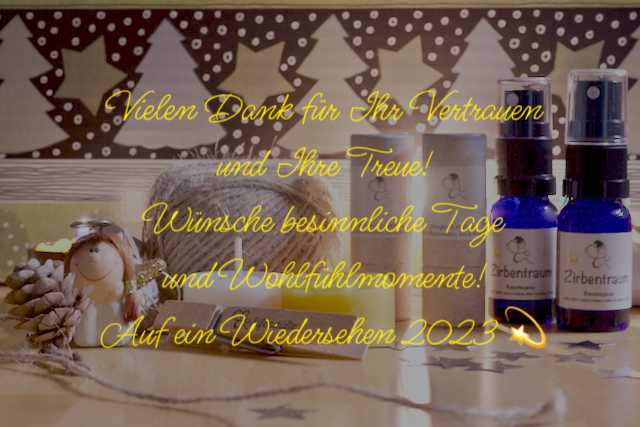 Vielen Dank für Ihr Vertrauen
und Ihre Treue!
Wünsche besinnliche Tage
und Wohlfühlmomente!
Auf ein Wiedersehen 2023 💫
Zirbentraum
Raumspray
Zirbentraum
Raumspray